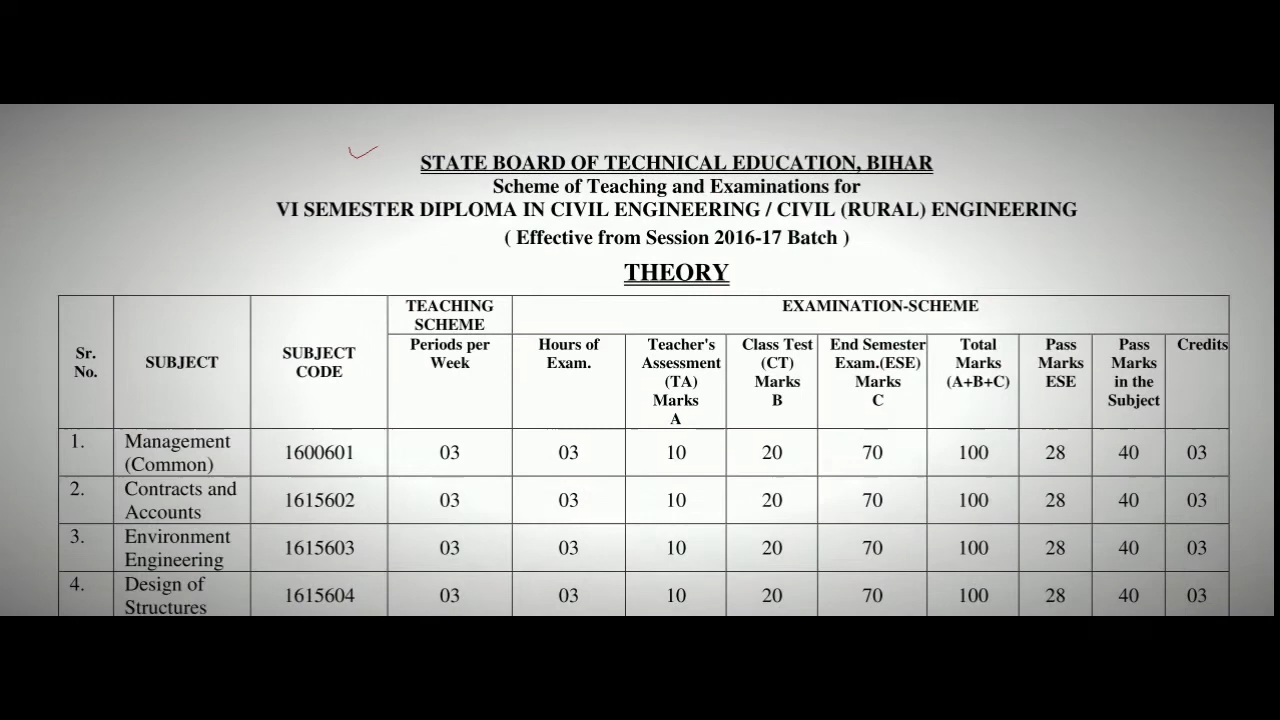 STATE BOARD OF TECHNICAL EDUCATION, BIHAR
Scheme of Teaching and Examinations for
VI SEMESTER DIPLOMA IN CIVIL ENGINEERING / CIVIL (RURAL) ENGINEERING
( Effective from Session 2016-17 Batch )
THEORY
Sr. No. SUBJECT SUBJECT CODE TEACHING SCHEME EXAMINATION-SCHEME
Periods per Week Hours of Exam. Teacher's Assessment (TA) Marks A Class Test (CT) Marks B End Semester Exam.(ESE) Marks C Total Marks (A+B+C) Pass Marks ESE Pass Marks in the Subject Credits
1. Management (Common) 1600601 03 03 10 20 70 100 28 40 03
2. Contracts and Accounts 1615602 03 03 10 20 70 100 28 40 03
3. Environment Engineering 1615603 03 03 10 20 70 100 28 40 03
4. Design of Structures 1615604 03 03 10 20 70 100 28 40 03